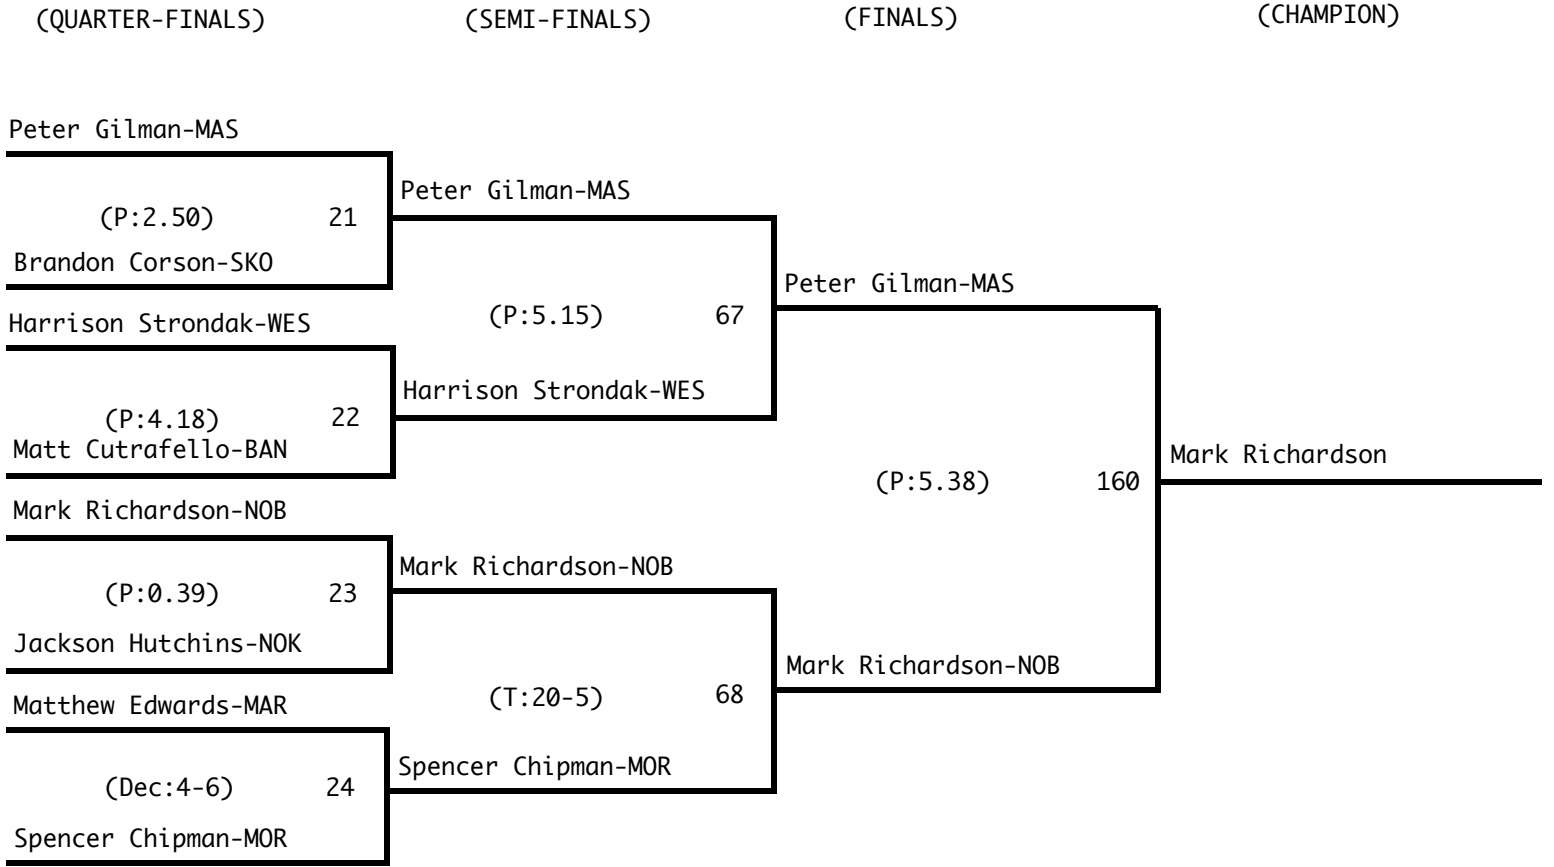 (QUARTER-FINALS) (SEMI-FINALS) (FINALS) (CHAMPION)
Peter Gilman-MAS
(P:2.50) 21
Brandon Corson-SKO
Harrison Strondak-WES
(P:4.18) 22
Matt Cutrafello-BAN
Mark Richardson-NOB
(P:0.39) 23
Jackson Hutchins-NOK
Matthew Edwards-MAR
(Dec:4-6) 24
Spencer Chipman-MOR
Peter Gilman-MAS
(P:5.15) 67
Harrison Strondak-WES
Mark Richardson-NOB
(T:20-5) 68
Spencer Chipman-MOR
Peter Gilman-MAS
(P:5.38) 160
Mark Richardson-NOB
Mark Richardson